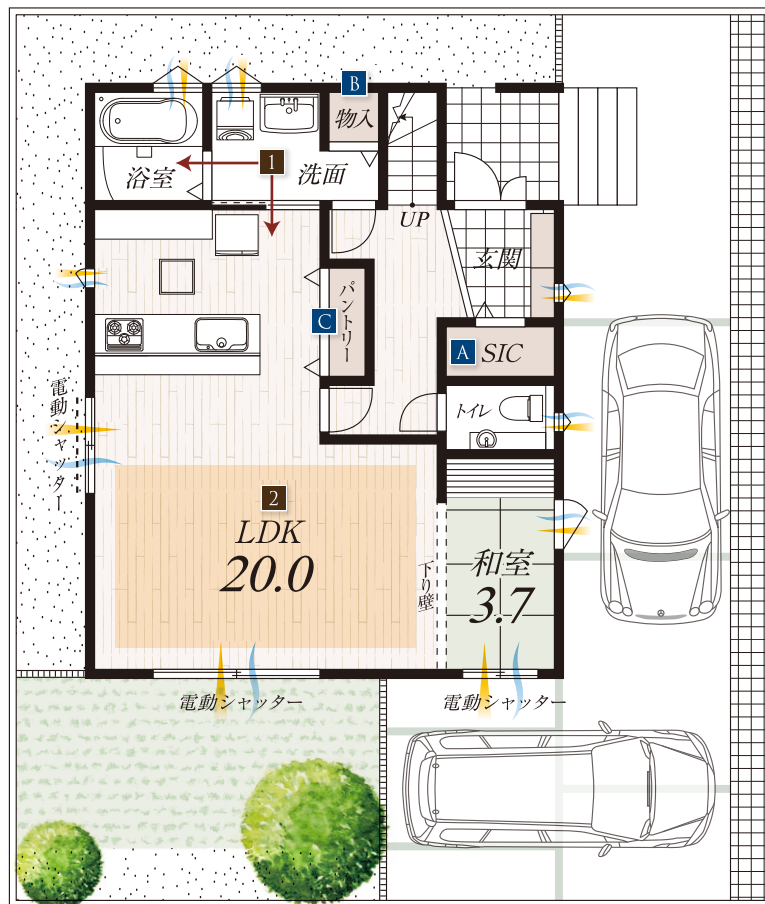 B
物入
1
浴室
洗面
UP
玄関
C
パントリー
A
SIC
トイレ
電動シャッター
2
LDK
20.0
下り壁
和室
3.7
電動シャッター
電動シャッター